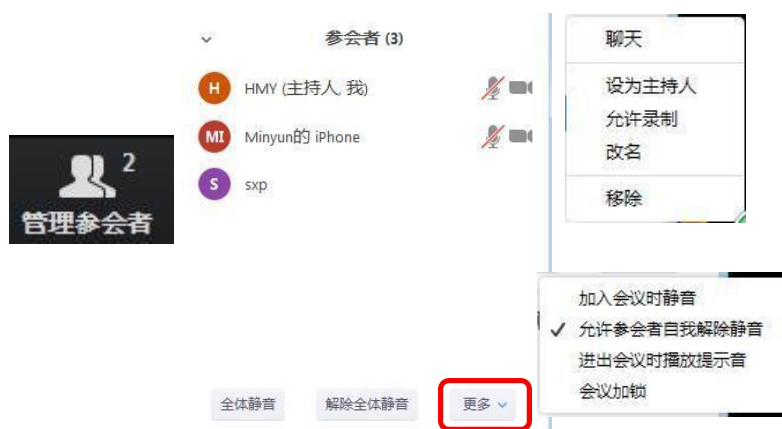 2
管理参会者
参会者 (3)
H
HMY (主持人, 我)
MI
Minyun的 iPhone
S
sxp
全体静音
解除全体静音
更多
聊天
设为主持人
允许录制
改名
移除
加入会议时静音
允许参会者自我解除静音
进出会议时播放提示音
会议加锁